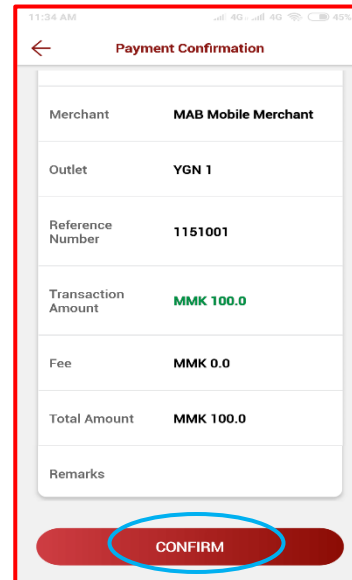 11:34 AM 4G 4G 45%
Payment Confirmation
Merchant MAB Mobile Merchant
Outlet YGN 1
Reference
Number 1151001
Transaction
Amount MMK 100.0
Fee MMK 0.0
Total Amount MMK 100.0
Remarks
CONFIRM